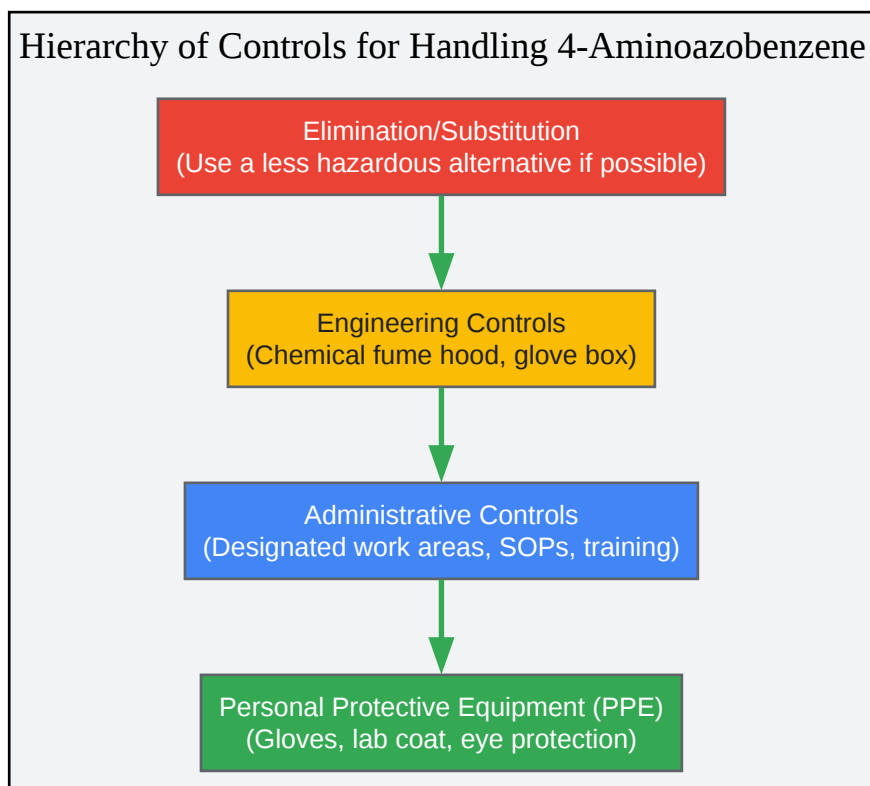 Hierarchy of Controls for Handling 4-Aminoazobenzene
Elimination/Substitution
(Use a less hazardous alternative if possible)
Engineering Controls
(Chemical fume hood, glove box)
Administrative Controls
(Designated work areas, SOPs, training)
Personal Protective Equipment (PPE)
(Gloves, lab coat, eye protection)